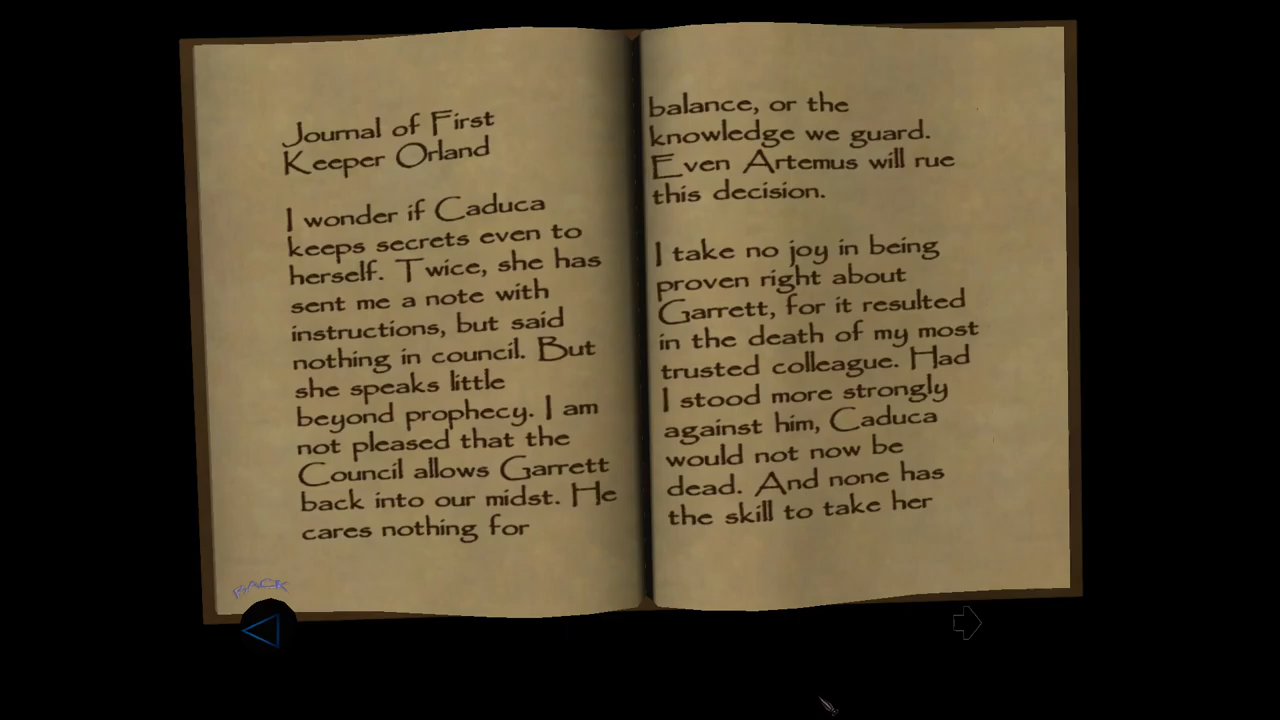 Journal of First
Keeper Orland
I wonder if Caduca
keeps secrets even to
herself. Twice, she has
sent me a note with
instructions, but said
nothing in council. But
she speaks little
beyond prophecy. I am
not pleased that the
Council allows Garrett
back into our midst. He
cares nothing for
balance, or the
knowledge we guard.
Even Artemus will rue
this decision.
I take no joy in being
proven right about
Garrett, for it resulted
in the death of my most
trusted colleague. Had
I stood more strongly
against him, Caduca
would not now be
dead. And none has
the skill to take her
BACK